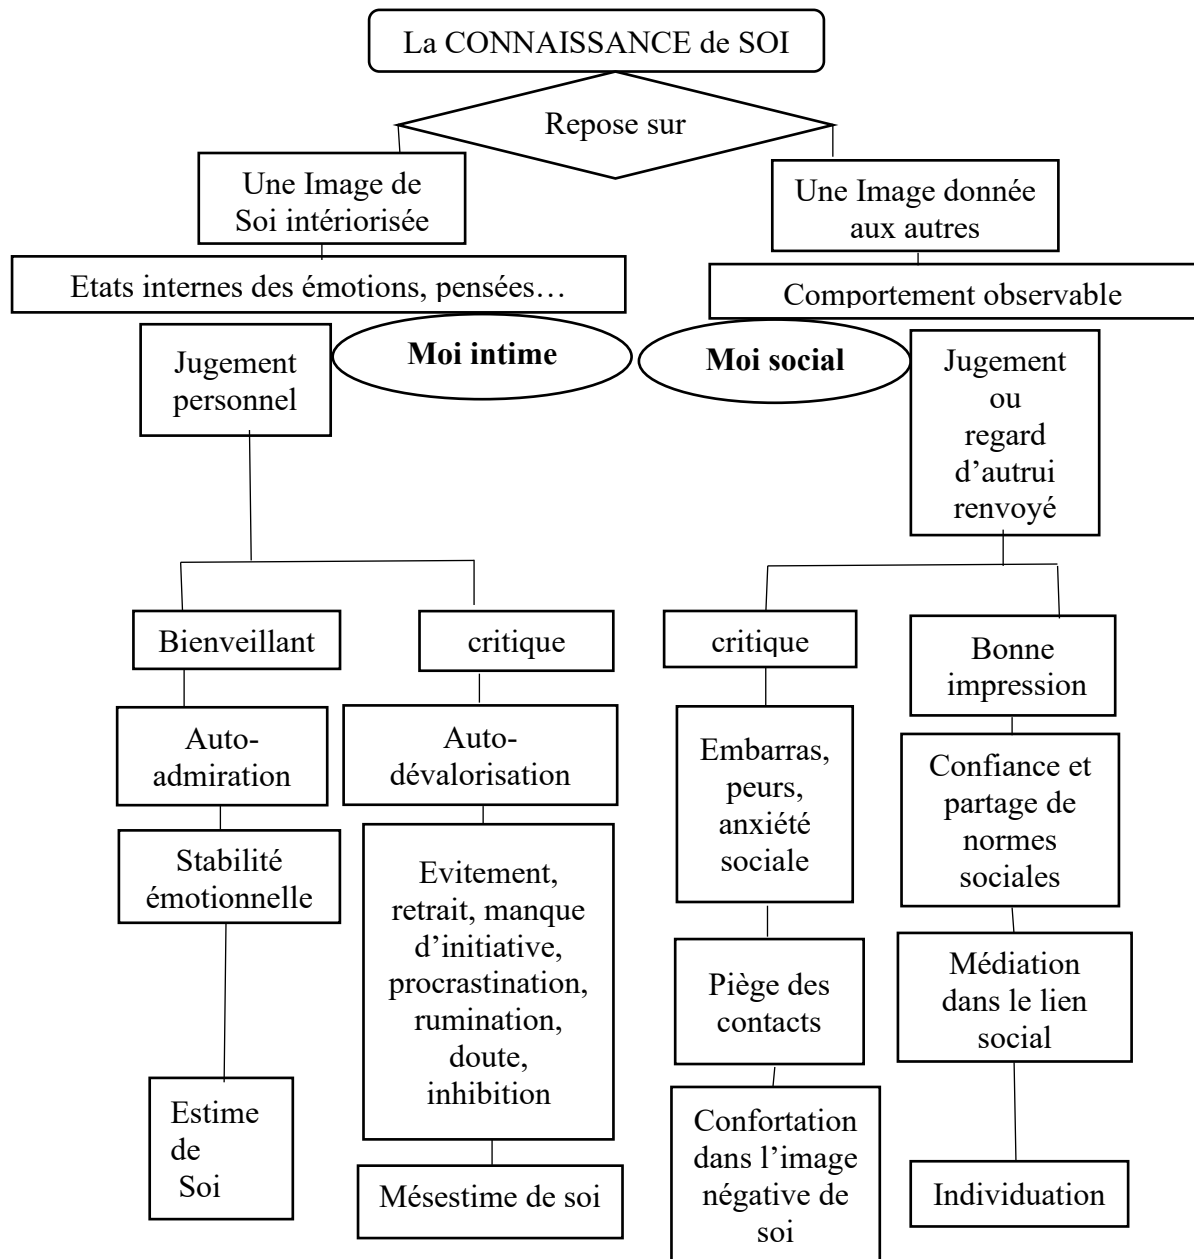 La CONNAISSANCE de SOI
Repose sur
Une Image de
Soi intériorisée
Une Image donnée
aux autres
Etats internes des émotions, pensées…
Comportement observable
Moi intime
Moi social
Jugement
personnel
Jugement
ou
regard
d’autrui
renvoyé
Bienveillant
critique
critique
Bonne
impression
Auto-
admiration
Auto-
dévalorisation
Embarras,
peurs,
anxiété
sociale
Confiance et
partage de
normes
sociales
Stabilité
émotionnelle
Evitement,
retrait, manque
d’initiative,
procrastination,
rumination,
doute,
inhibition
Piège des
contacts
Médiation
dans le lien
social
Estime
de
Soi
Mésestime de soi
Confortation
dans l’image
négative de
soi
Individuation